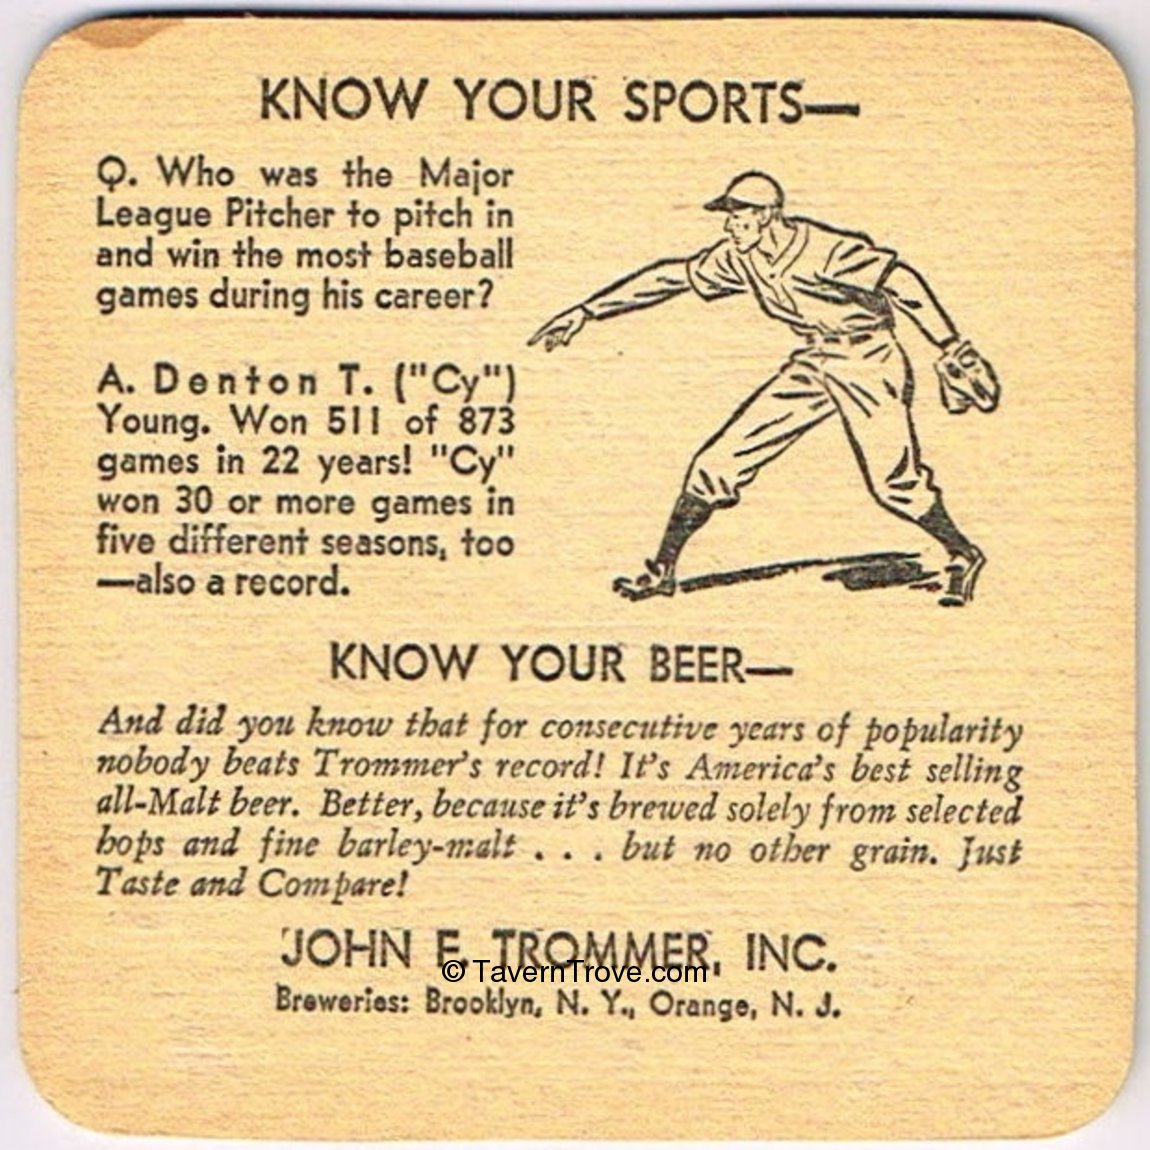 KNOW YOUR SPORTS—
Q. Who was the Major
League Pitcher to pitch in
and win the most baseball
games during his career?
A. Denton T. ("Cy")
Young. Won 511 of 873
games in 22 years! "Cy"
won 30 or more games in
five different seasons, too
—also a record.
KNOW YOUR BEER—
And did you know that for consecutive years of popularity
nobody beats Trommer's record! It's America's best selling
all-Malt beer. Better, because it's brewed solely from selected
hops and fine barley-malt . . . but no other grain. Just
Taste and Compare!
JOHN E. TROMMER, INC.
© TavernTrove.com
Breweries: Brooklyn, N. Y., Orange, N. J.